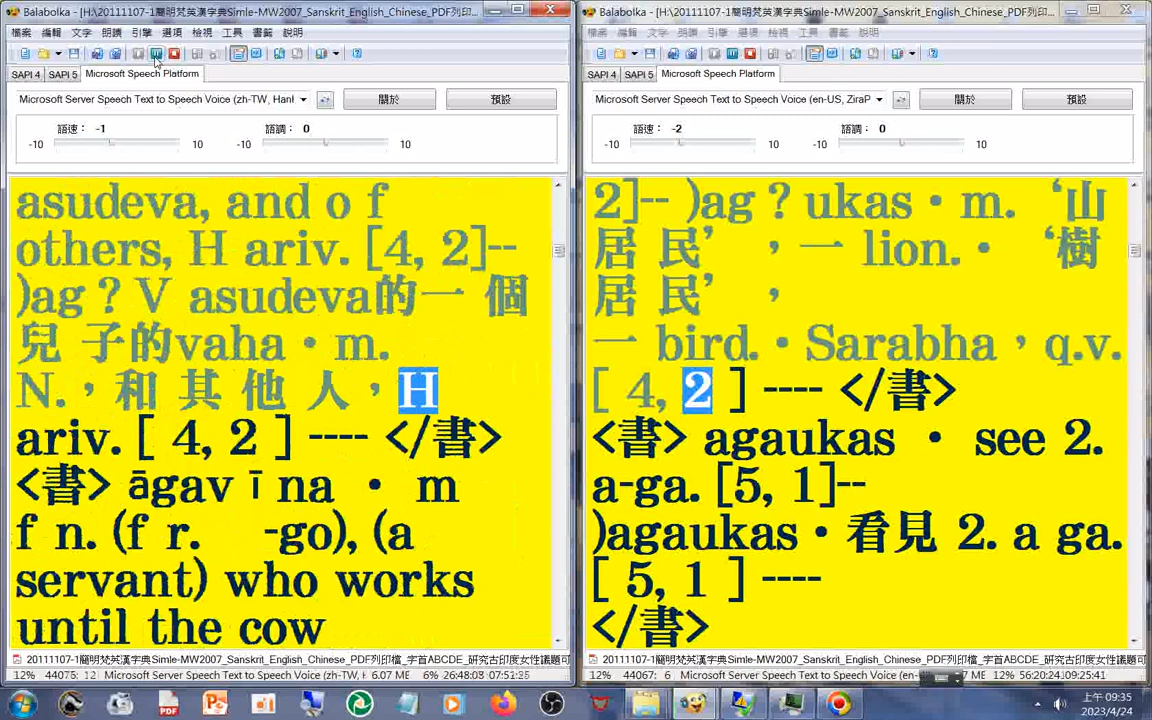 Balabolka - [H:\20111107-1簡明梵英漢字典Simle-MW2007_Sanskrit_English_Chinese_PDF列印...
檔案 編輯 文字 朗讀 引擎 選項 檢視 工具 書籤 說明
SAPI 4 SAPI 5 Microsoft Speech Platform
Microsoft Server Speech Text to Speech Voice (zh-TW, HanH 關於 預設
語速： -1 語調： 0
-10 10 -10 10
asudeva, and o f
others, H ariv. [4, 2]--
)ag ? V asudeva的一 個
兒 子的vaha・m.
N.，和 其 他 人，H
ariv. [ 4, 2 ] ---- </書>
<書> āgav ī na ・ m
f n. (f r. -go), (a
servant) who works
until the cow
20111107-1簡明梵英漢字典Simle-MW2007_Sanskrit_English_Chinese_PDF列印檔_字首ABCDE_研究古印度女性議題可
12% 44075: 12 Microsoft Server Speech Text to Speech Voice (zh-TW, H 6.07 MB 6% 26:48:03 07:51:25
Balabolka - [H:\20111107-1簡明梵英漢字典Simle-MW2007_Sanskrit_English_Chinese_PDF列印...
檔案 編輯 文字 朗讀 引擎 選項 檢視 工具 書籤 說明
SAPI 4 SAPI 5 Microsoft Speech Platform
Microsoft Server Speech Text to Speech Voice (en-US, ZiraP 關於 預設
語速： -2 語調： 0
-10 10 -10 10
2]-- )ag ? ukas・m.‘山
居 民’，一 lion.・‘樹
居 民’，
一 bird.・Sarabha，q.v.
[ 4, 2 ] ---- </書>
<書> agaukas ・ see 2.
a-ga. [5, 1]--
)agaukas・看見 2. a ga.
[ 5, 1 ] ----
</書>
20111107-1簡明梵英漢字典Simle-MW2007_Sanskrit_English_Chinese_PDF列印檔_字首ABCDE_研究古印度女性議題可
12% 44067: 6 Microsoft Server Speech Text to Speech Voice 12% 56:20:24 09:25:41
上午 09:35
2023/4/24